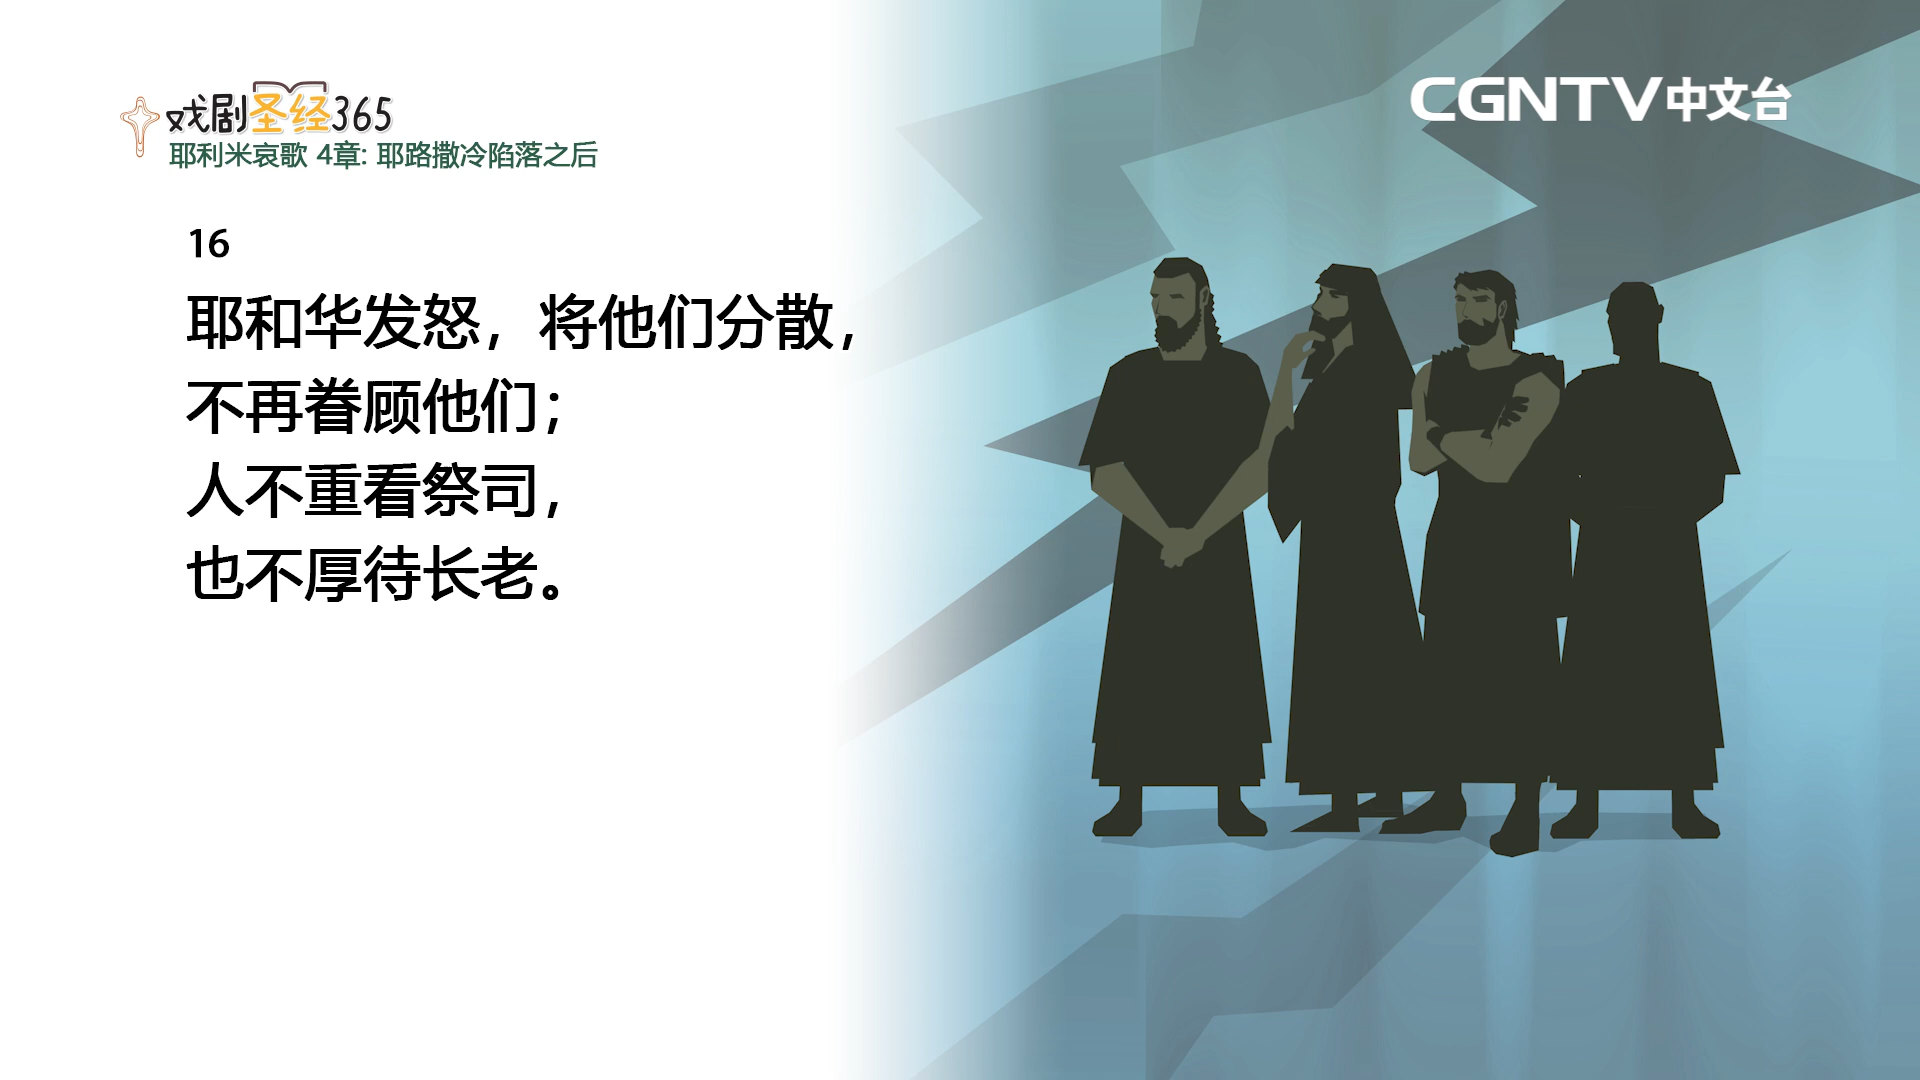 戏剧圣经365
CGNTV中文台
耶利米哀歌 4章: 耶路撒冷陷落之后
16
耶和华发怒，将他们分散，
不再眷顾他们；
人不重看祭司，
也不厚待长老。